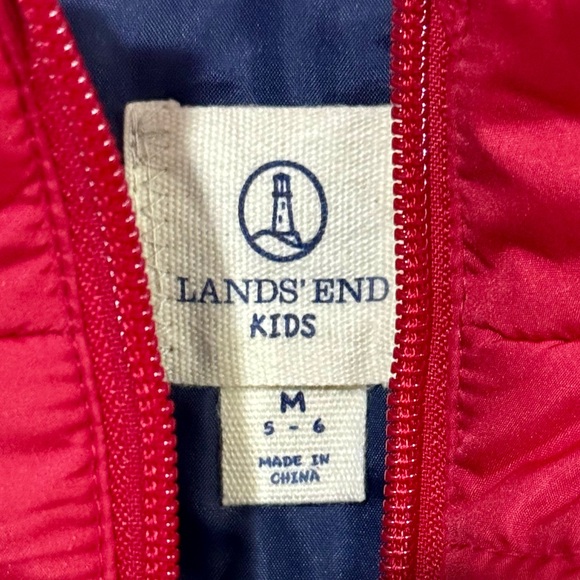 LANDS' END
KIDS
M
5 - 6
MADE IN
CHINA